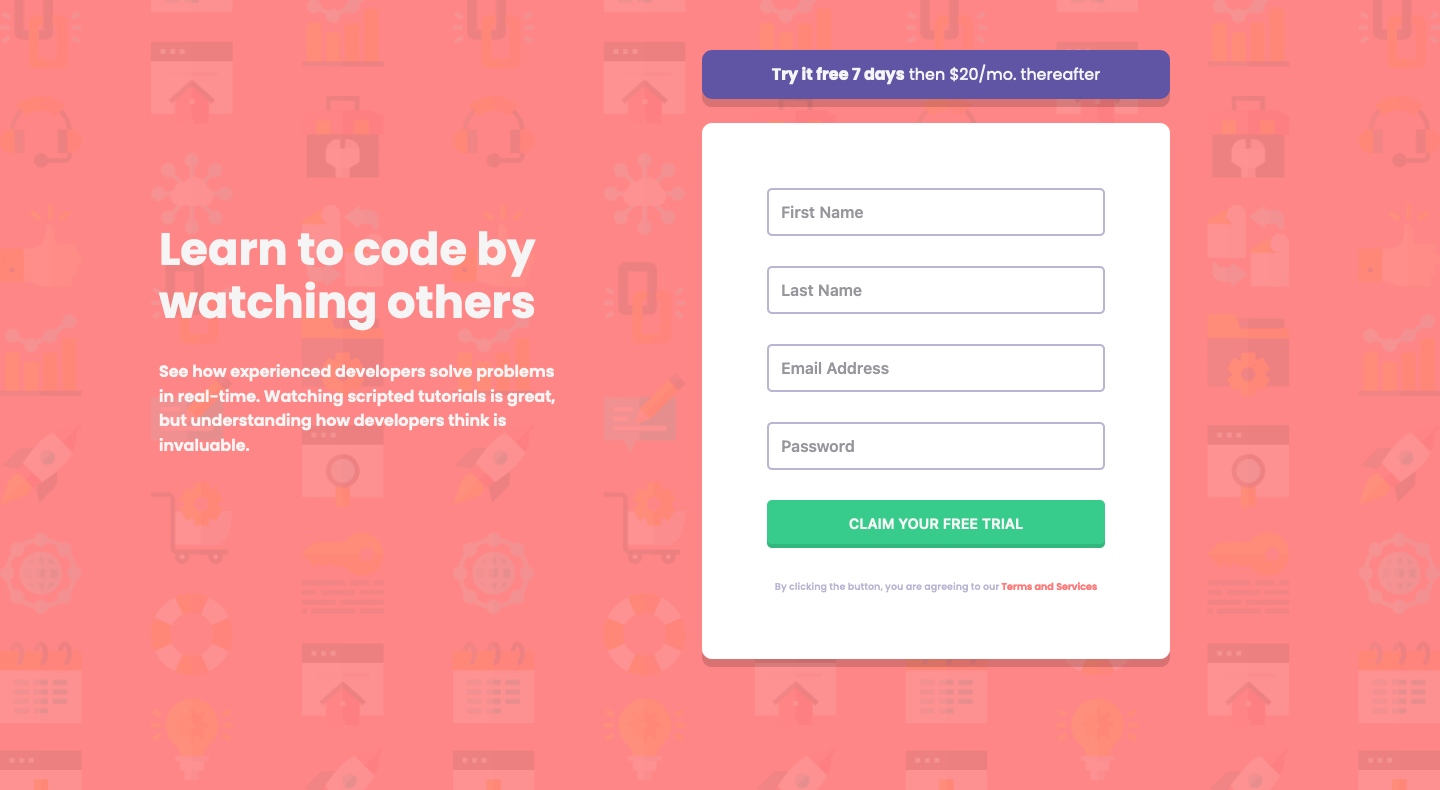 Learn to code by
watching others
See how experienced developers solve problems
in real-time. Watching scripted tutorials is great,
but understanding how developers think is
invaluable.
Try it free 7 days then $20/mo. thereafter
First Name
Last Name
Email Address
Password
CLAIM YOUR FREE TRIAL
By clicking the button, you are agreeing to our Terms and Services